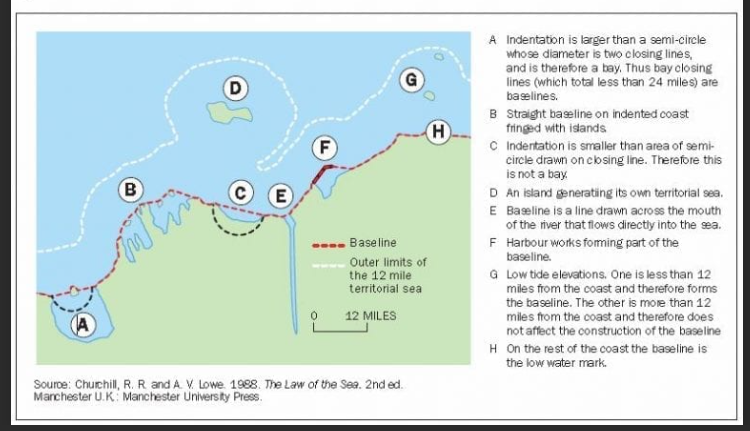 D
G
H
F
B
C
E
Baseline
Outer limits of
the 12 mile
territorial sea
0 12 MILES
A
A Indentation is larger than a semi-circle
whose diameter is two closing lines,
and is therefore a bay. Thus bay closing
lines (which total less than 24 miles) are
baselines.
B Straight baseline on indented coast
fringed with islands.
C Indentation is smaller than area of semi-
circle drawn on closing line. Therefore this
is not a bay.
D An island generating its own territorial sea.
E Baseline is a line drawn across the mouth
of the river that flows directly into the sea.
F Harbour works forming part of the
baseline.
G Low tide elevations. One is less than 12
miles from the coast and therefore forms
the baseline. The other is more than 12
miles from the coast and therefore does
not affect the construction of the baseline
H On the rest of the coast the baseline is
the low water mark.
Source: Churchill, R. R. and A. V. Lowe. 1988. The Law of the Sea. 2nd ed.
Manchester U.K,: Manchester University Press.